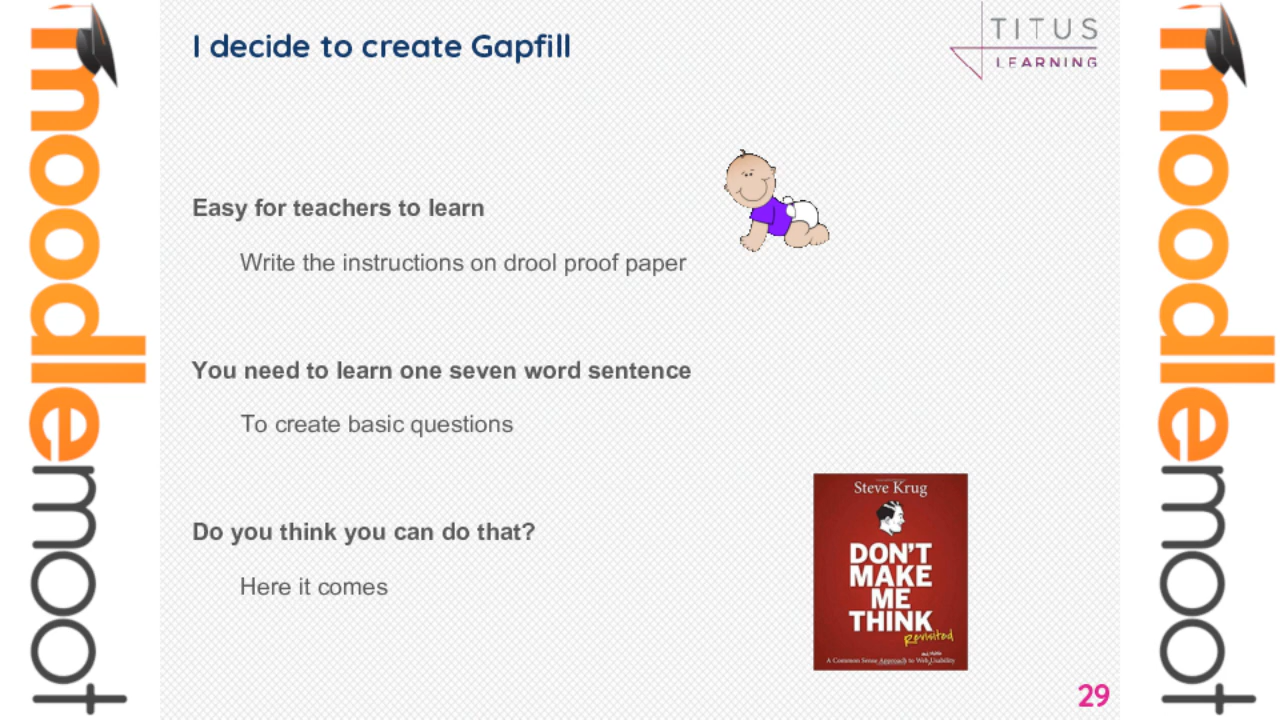 moodlemoot
I decide to create Gapfill
TITUS
LEARNING
Easy for teachers to learn
Write the instructions on drool proof paper
You need to learn one seven word sentence
To create basic questions
Do you think you can do that?
Here it comes
Steve Krug
DON'T
MAKE
ME
THINK
Revisited
A Common Sense Approach to Web Usability
29
moodlemoot